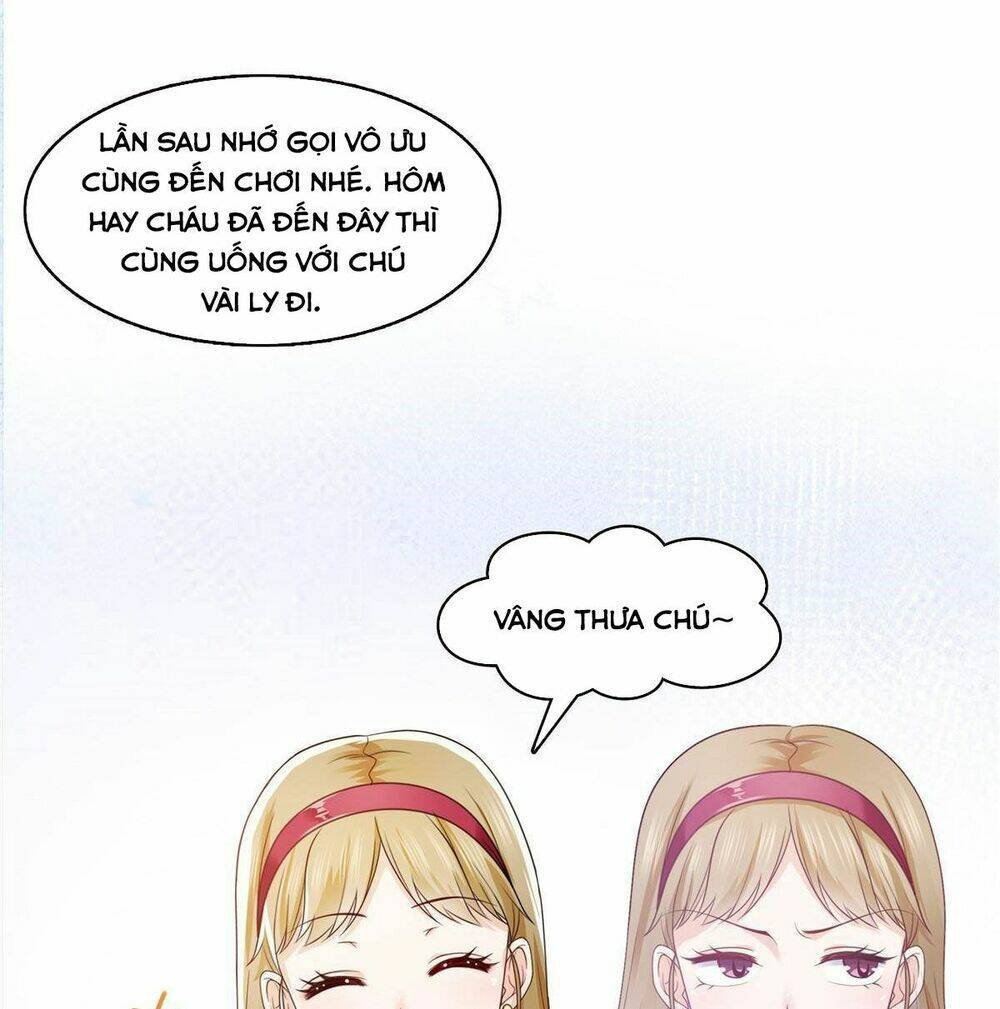 LẦN SAU NHỚ GỌI VÔ ƯU
CÙNG ĐẾN CHƠI NHÉ. HÔM
HAY CHÁU ĐÃ ĐẾN ĐÂY THÌ
CÙNG UỐNG VỚI CHÚ
VÀI LY ĐI.
VÂNG THƯA CHÚ~